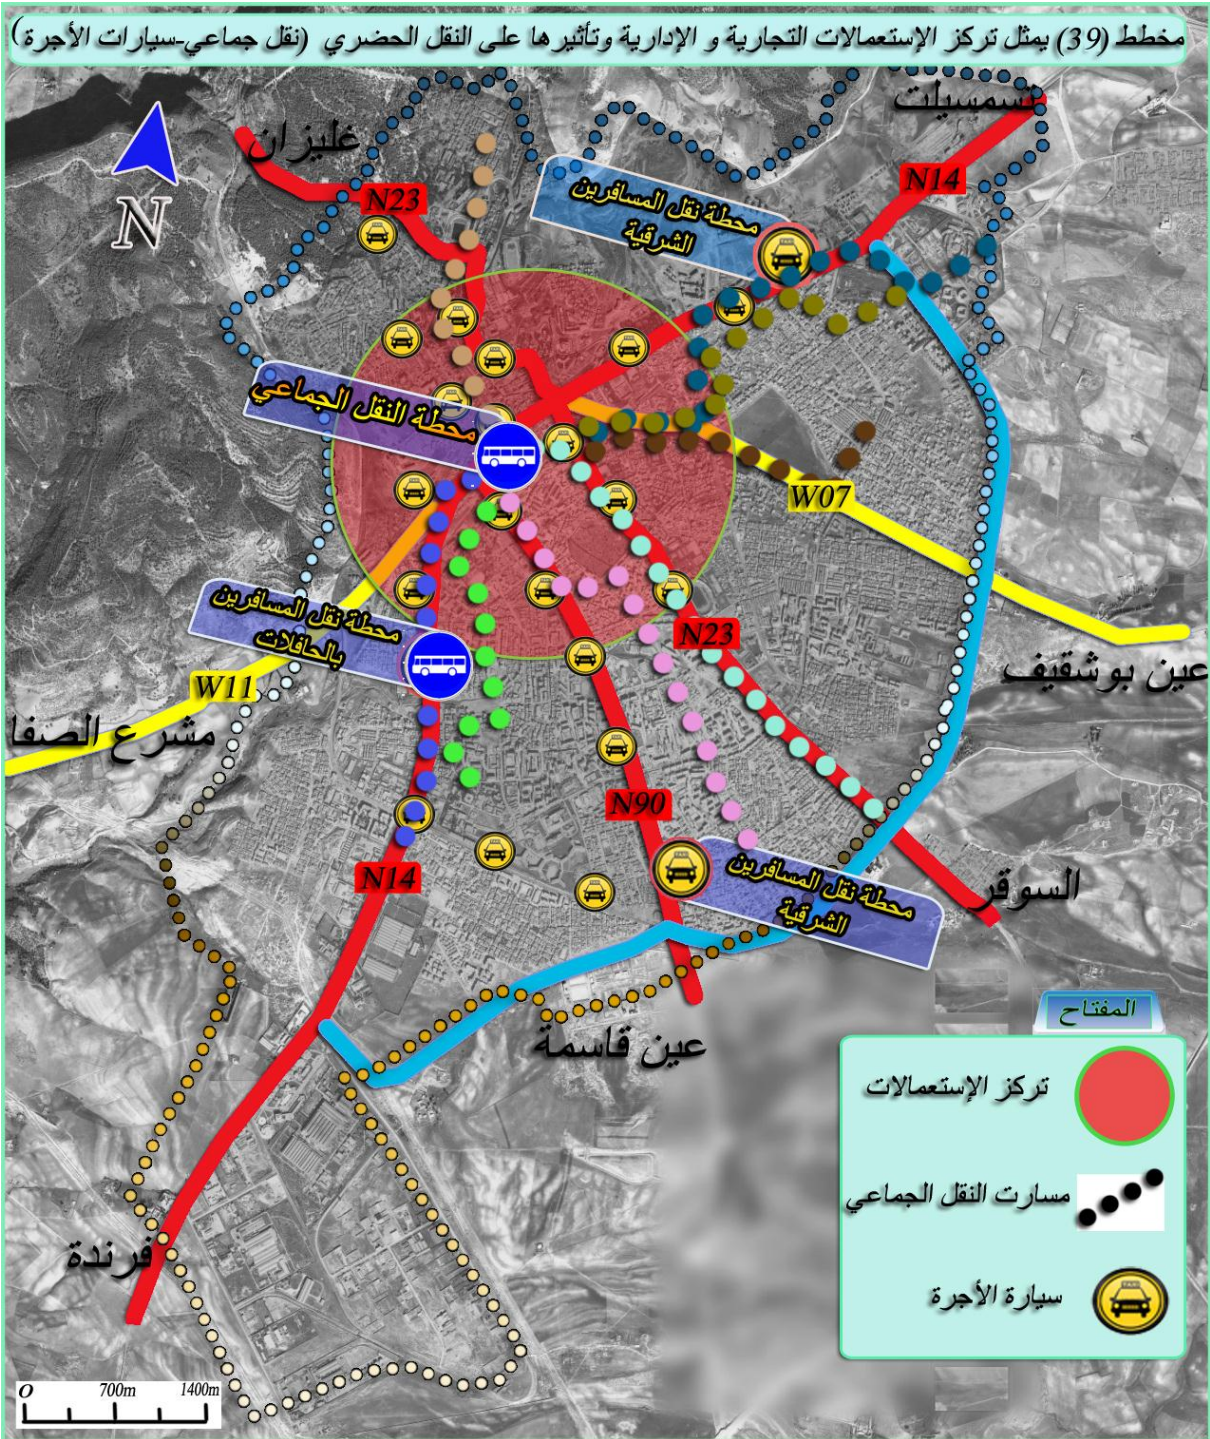 مخطط (39) يمثل تركز الإستعمالات التجارية و الإدارية وتأثيرها على النقل الحضري (نقل جماعي-سيارات الأجرة)
تسمسيلت
غليزان
N14
N23
N
محطة نقل المسافرين
الشرقية
TAXI
محطة النقل الجماعي
W07
محطة نقل المسافرين
بالحافلات
N23
عين بوشقيف
W11
مشرع الصفا
N90
N14
TAXI
محطة نقل المسافرين
الشرقية
السوقر
عين قاسمة
فرندة
المفتاح
تركز الإستعمالات
مسارت النقل الجماعي
TAXI
سيارة الأجرة
O 700m 1400m